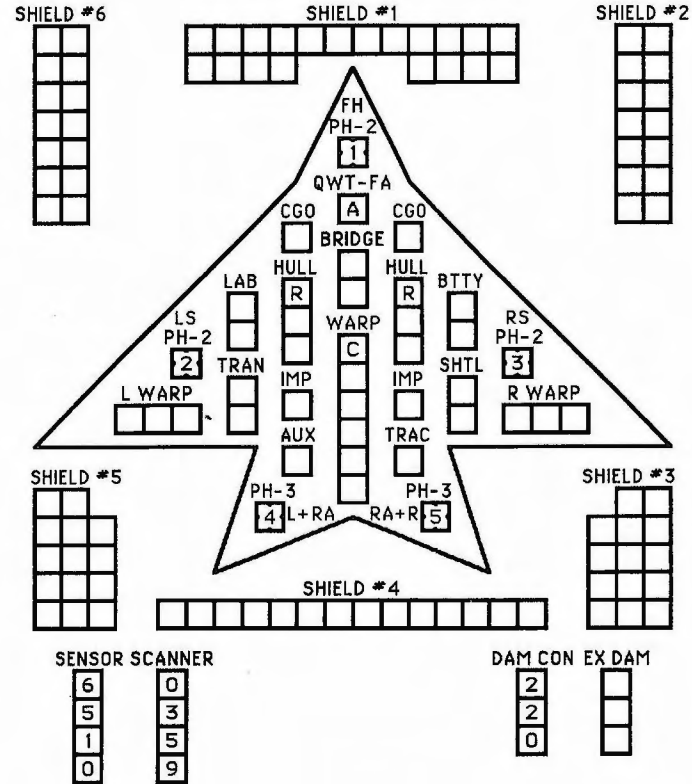 SHIELD #6 SHIELD #1 SHIELD #2
FH
PH-2
1
QWT-FA
CGO A CGO
BRIDGE
LAB HULL HULL BTTY
R R
LS WARP RS
PH-2 C PH-2
2 3
TRAN IMP IMP SHTL
L WARP R WARP
AUX TRAC
SHIELD #5 SHIELD #3
PH-3 PH-3
4 L+RA RA+R 5
SHIELD #4
SENSOR SCANNER DAM CON EX DAM
6 0 2
5 3 2
1 5 0
0 9